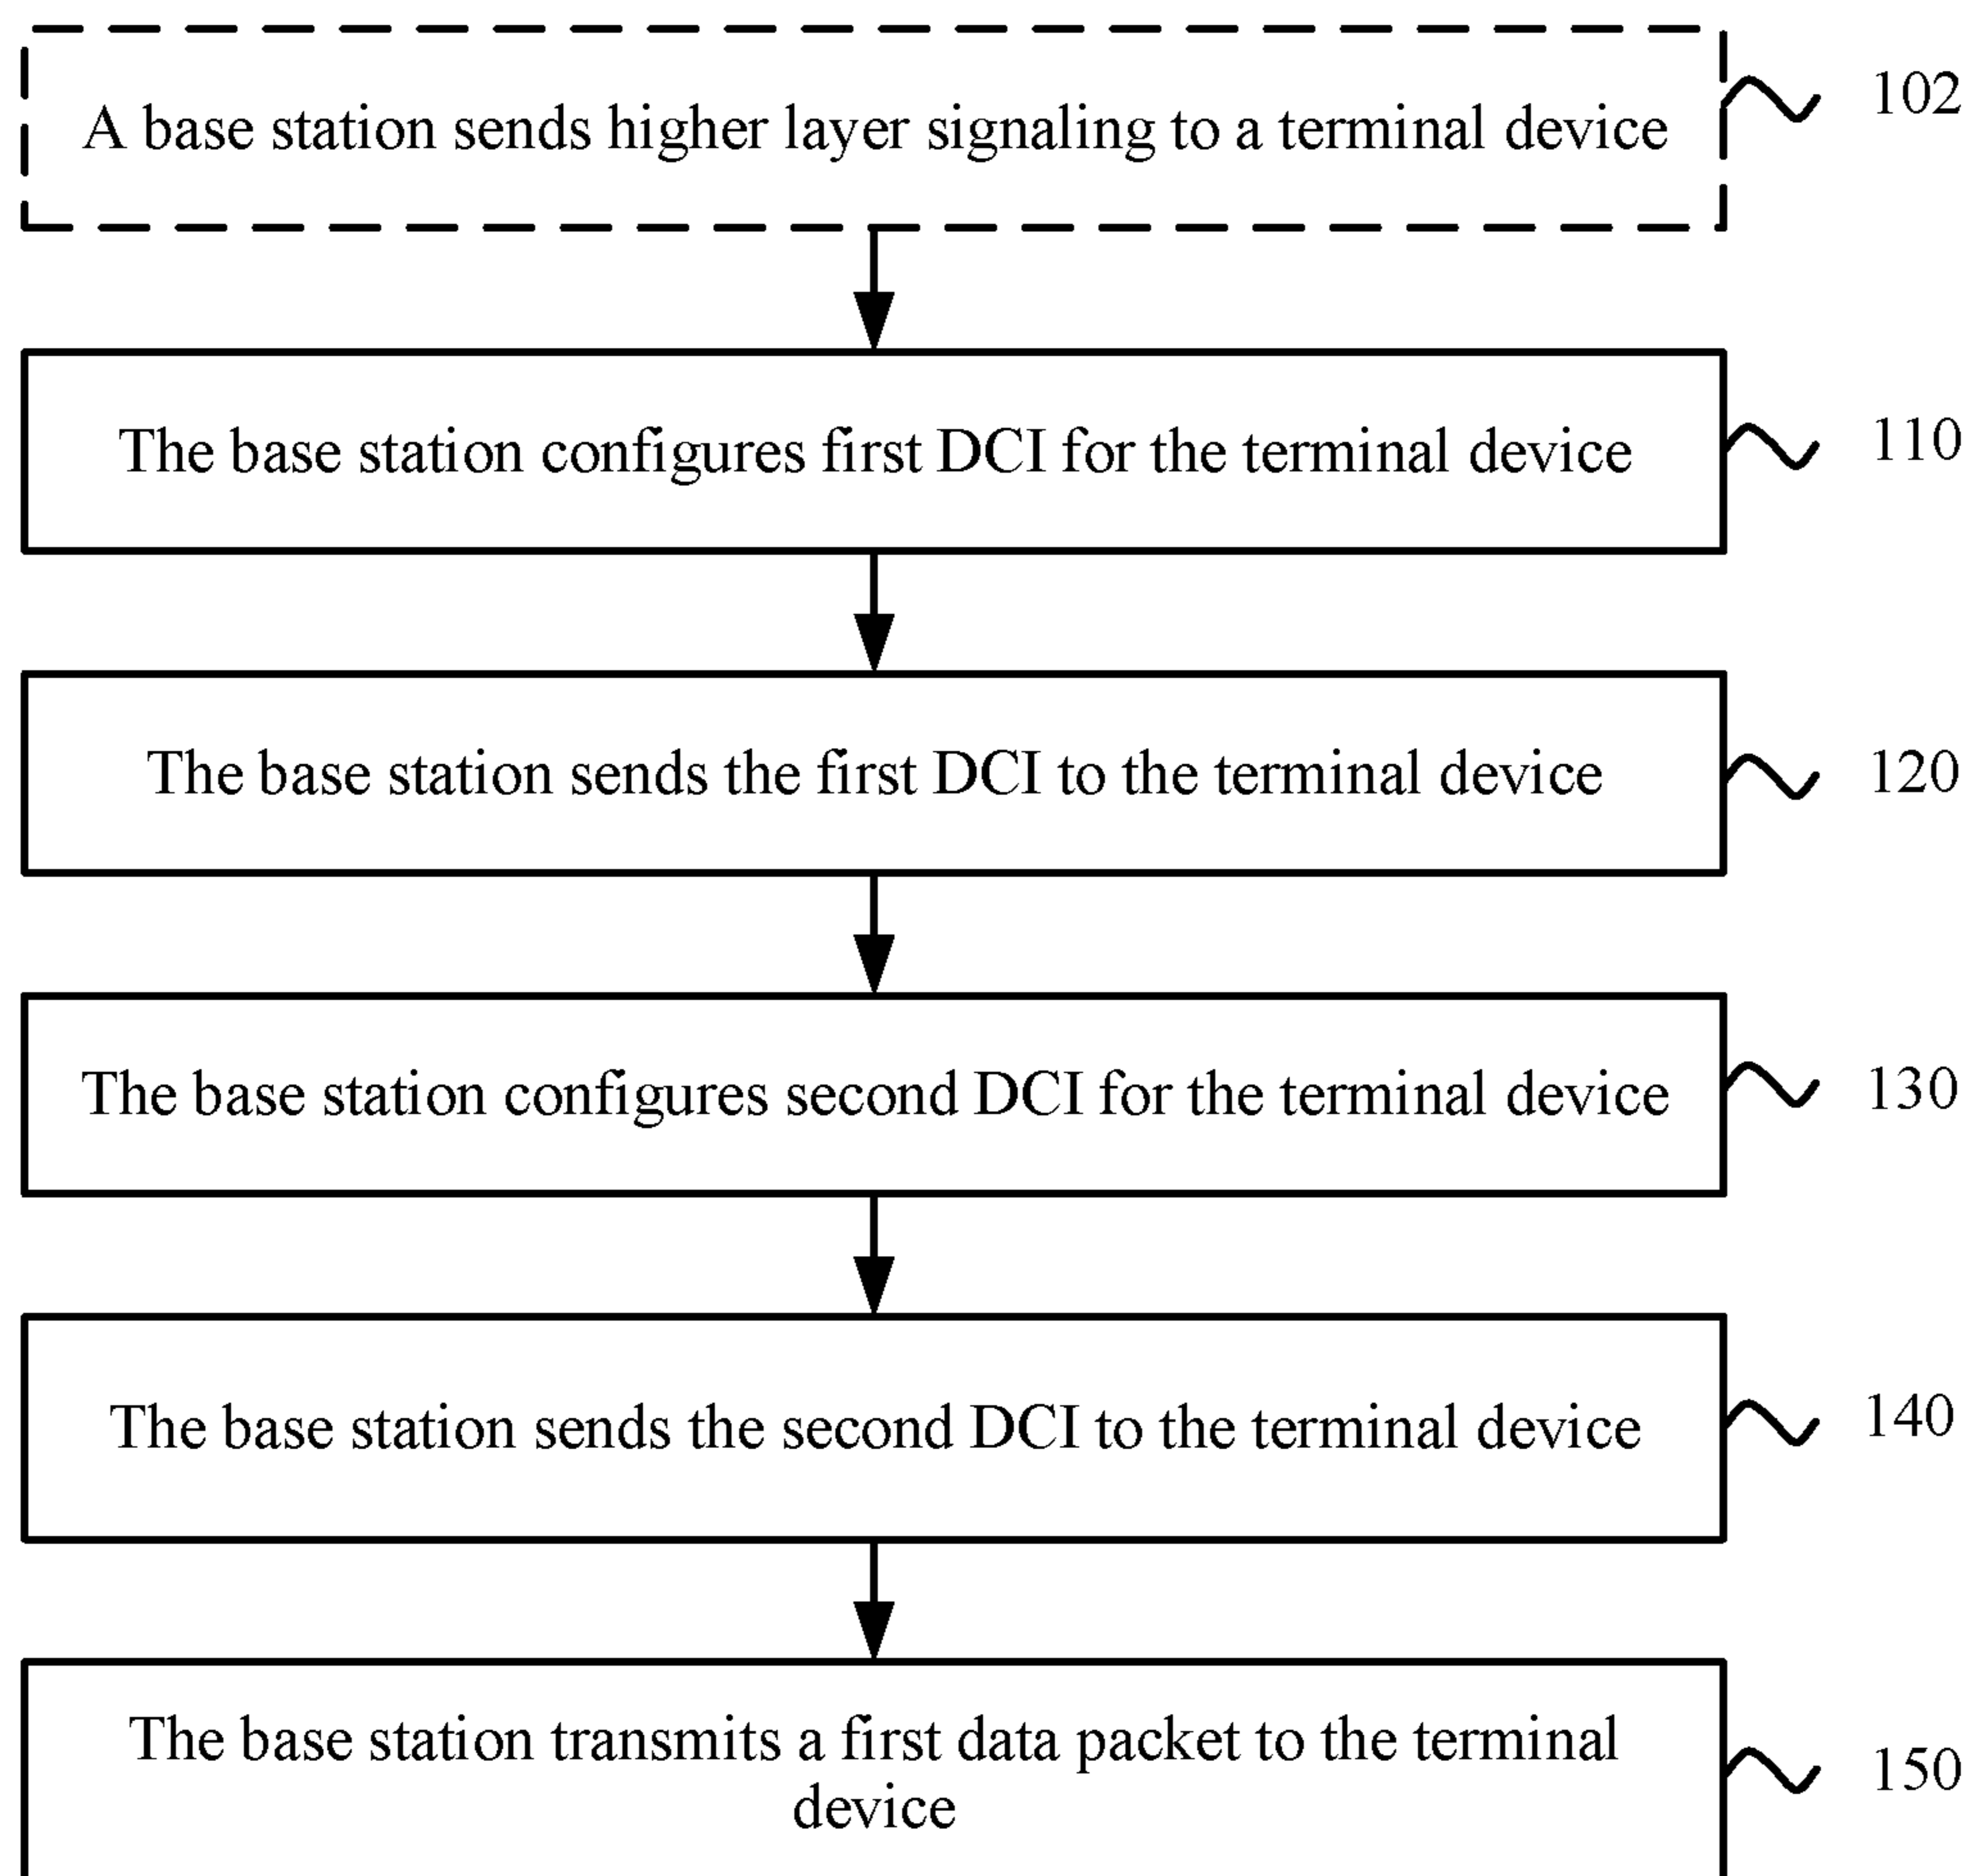 A base station sends higher layer signaling to a terminal device
102
The base station configures first DCI for the terminal device
110
The base station sends the first DCI to the terminal device
120
The base station configures second DCI for the terminal device
130
The base station sends the second DCI to the terminal device
140
The base station transmits a first data packet to the terminal
device
150